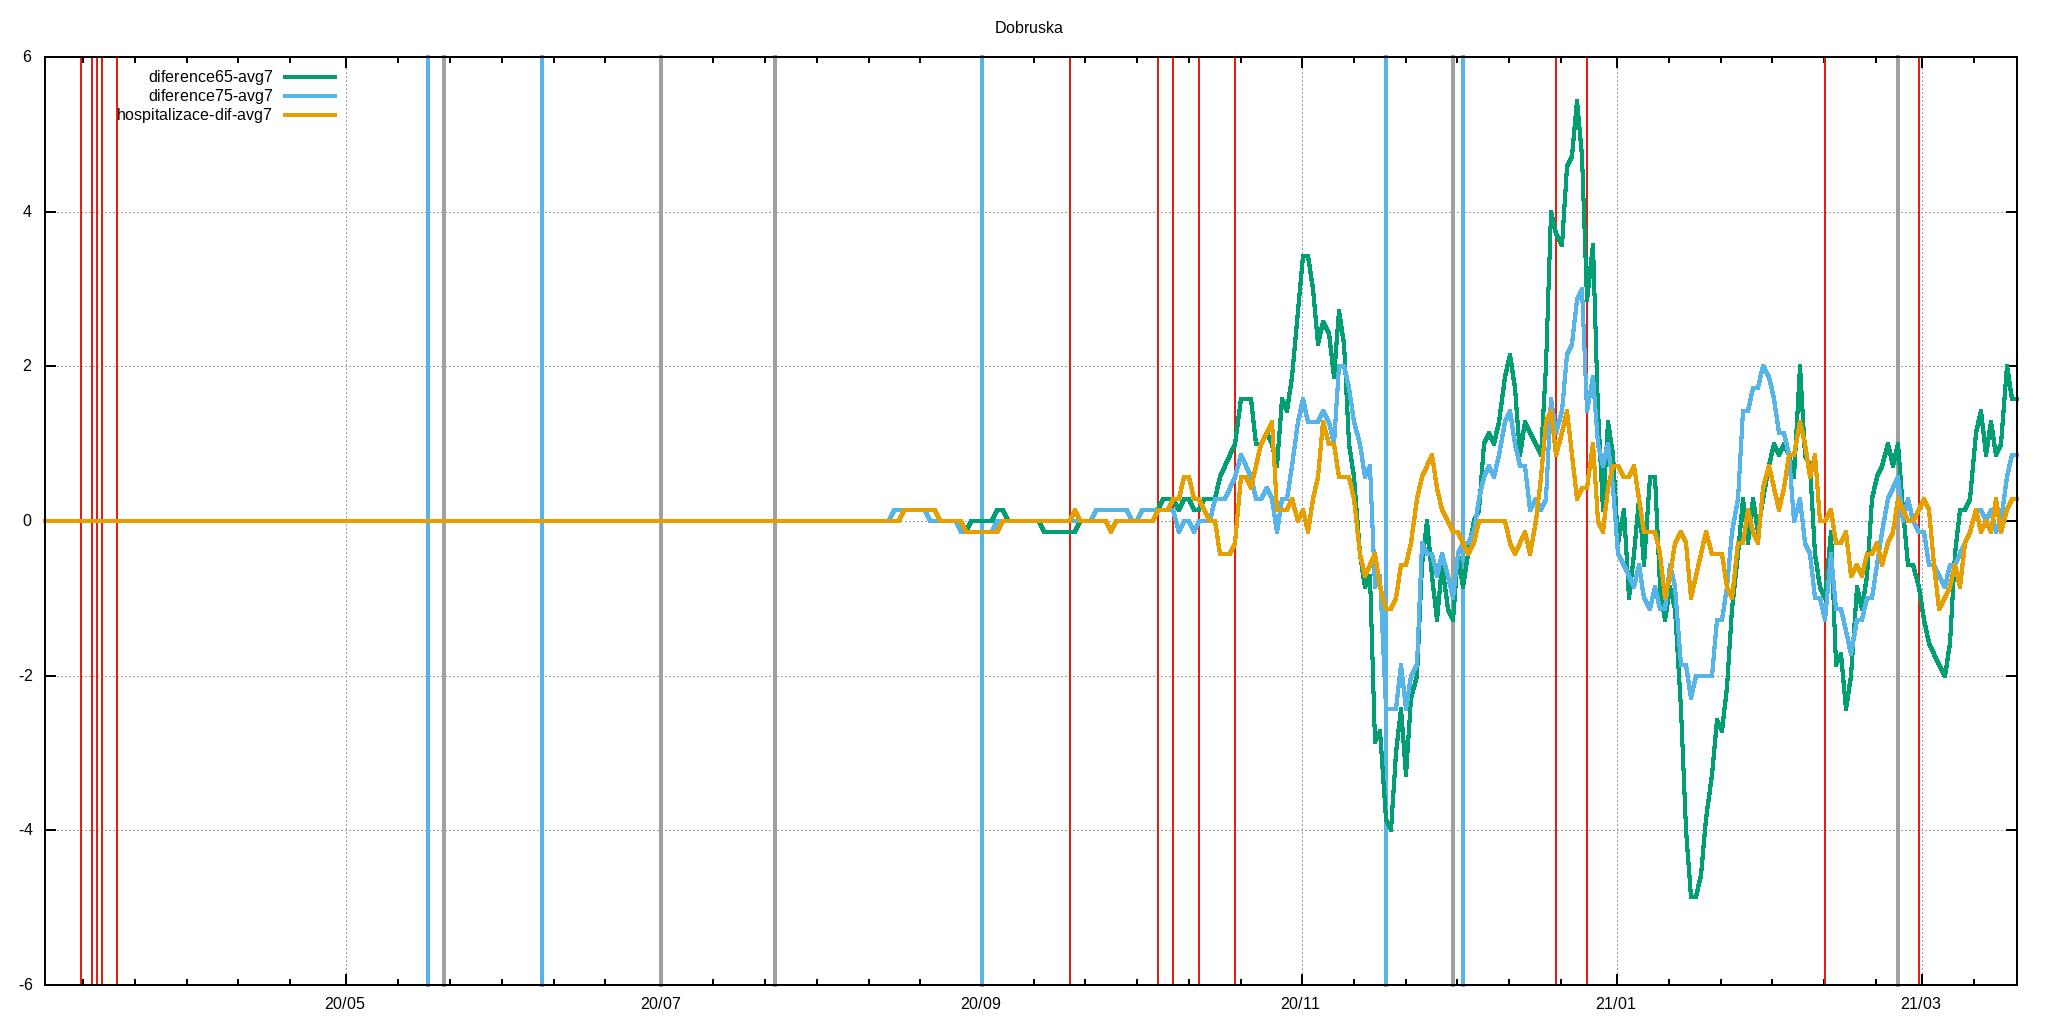 Dobruska
6
diference65-avg7
diference75-avg7
hospitalizace-dif-avg7
4
2
0
-2
-4
-6
20/05 20/07 20/09 20/11 21/01 21/03